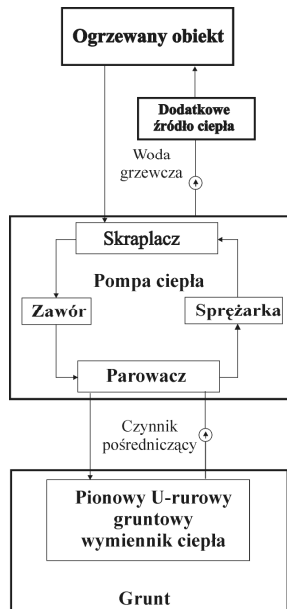 Ogrzewany obiekt
Dodatkowe
źródło ciepła
Woda
grzewcza
Skraplacz
Pompa ciepła
Zawór
Sprężarka
Parowacz
Czynnik
pośredniczący
Pionowy U-rurowy
gruntowy
wymiennik ciepła
Grunt